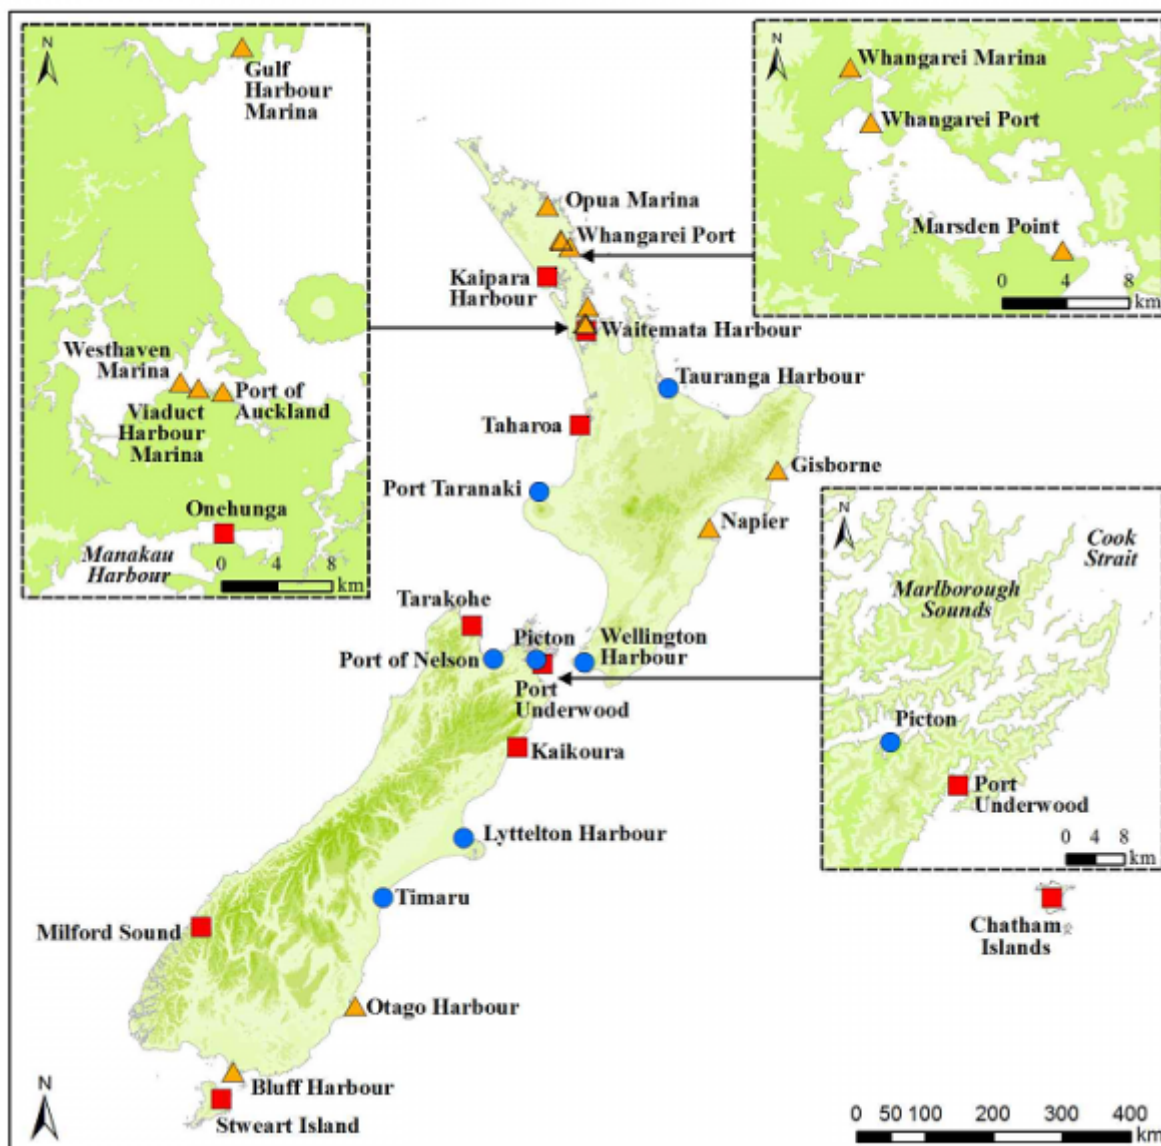 N
Gulf
Harbour
Marina
Westhaven
Marina
Viaduct
Harbour
Marina
Port of
Auckland
Onehunga
Manakau
Harbour
0 4 8
km
N
Whangarei Marina
Whangarei Port
Marsden Point
0 4 8
km
Opua Marina
Whangarei Port
Kaipara
Harbour
Waitemata Harbour
Tauranga Harbour
Taharoa
Port Taranaki
Gisborne
Napier
Tarakohe
Picton
Wellington
Harbour
Port of Nelson
Port
Underwood
Kaikoura
Lyttelton Harbour
Timaru
Milford Sound
Otago Harbour
Bluff Harbour
Stweart Island
N
N
Cook
Strait
Marlborough
Sounds
Picton
Port
Underwood
0 4 8
km
Chatham
Islands
0 50 100 200 300 400
km